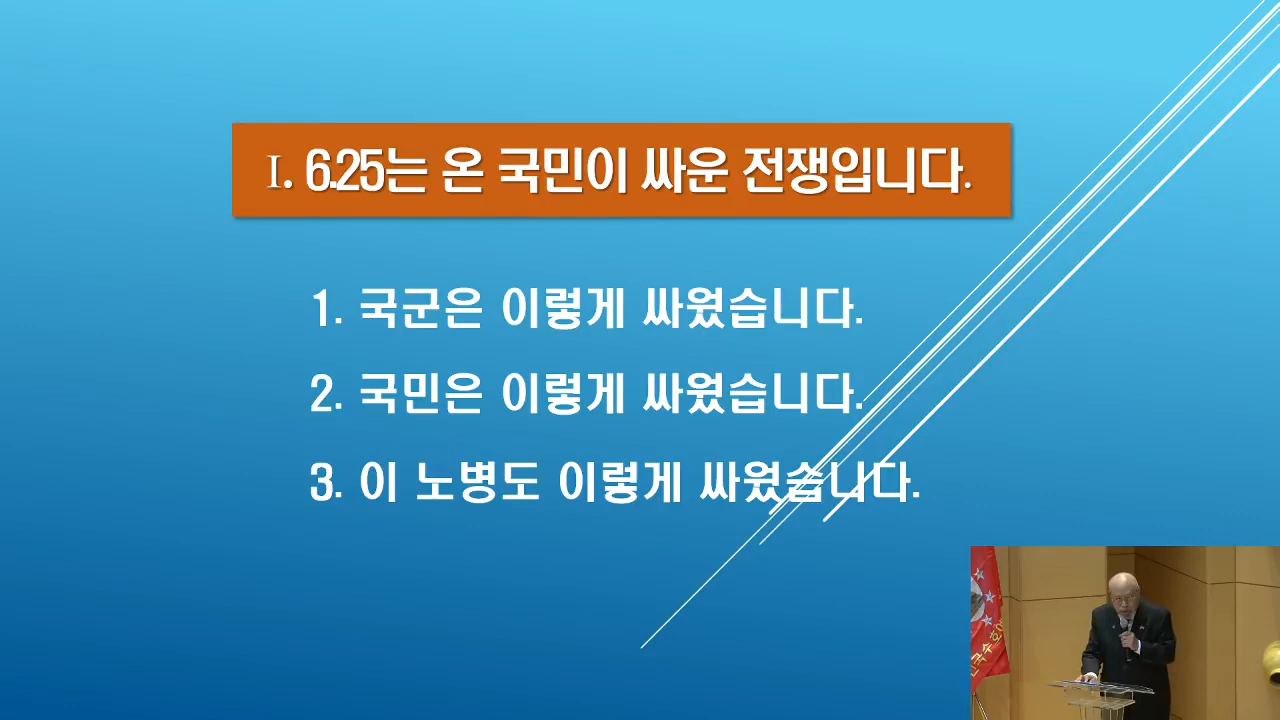 I. 6.25는 온 국민이 싸운 전쟁입니다.
1. 국군은 이렇게 싸웠습니다.
2. 국민은 이렇게 싸웠습니다.
3. 이 노병도 이렇게 싸웠습니다.